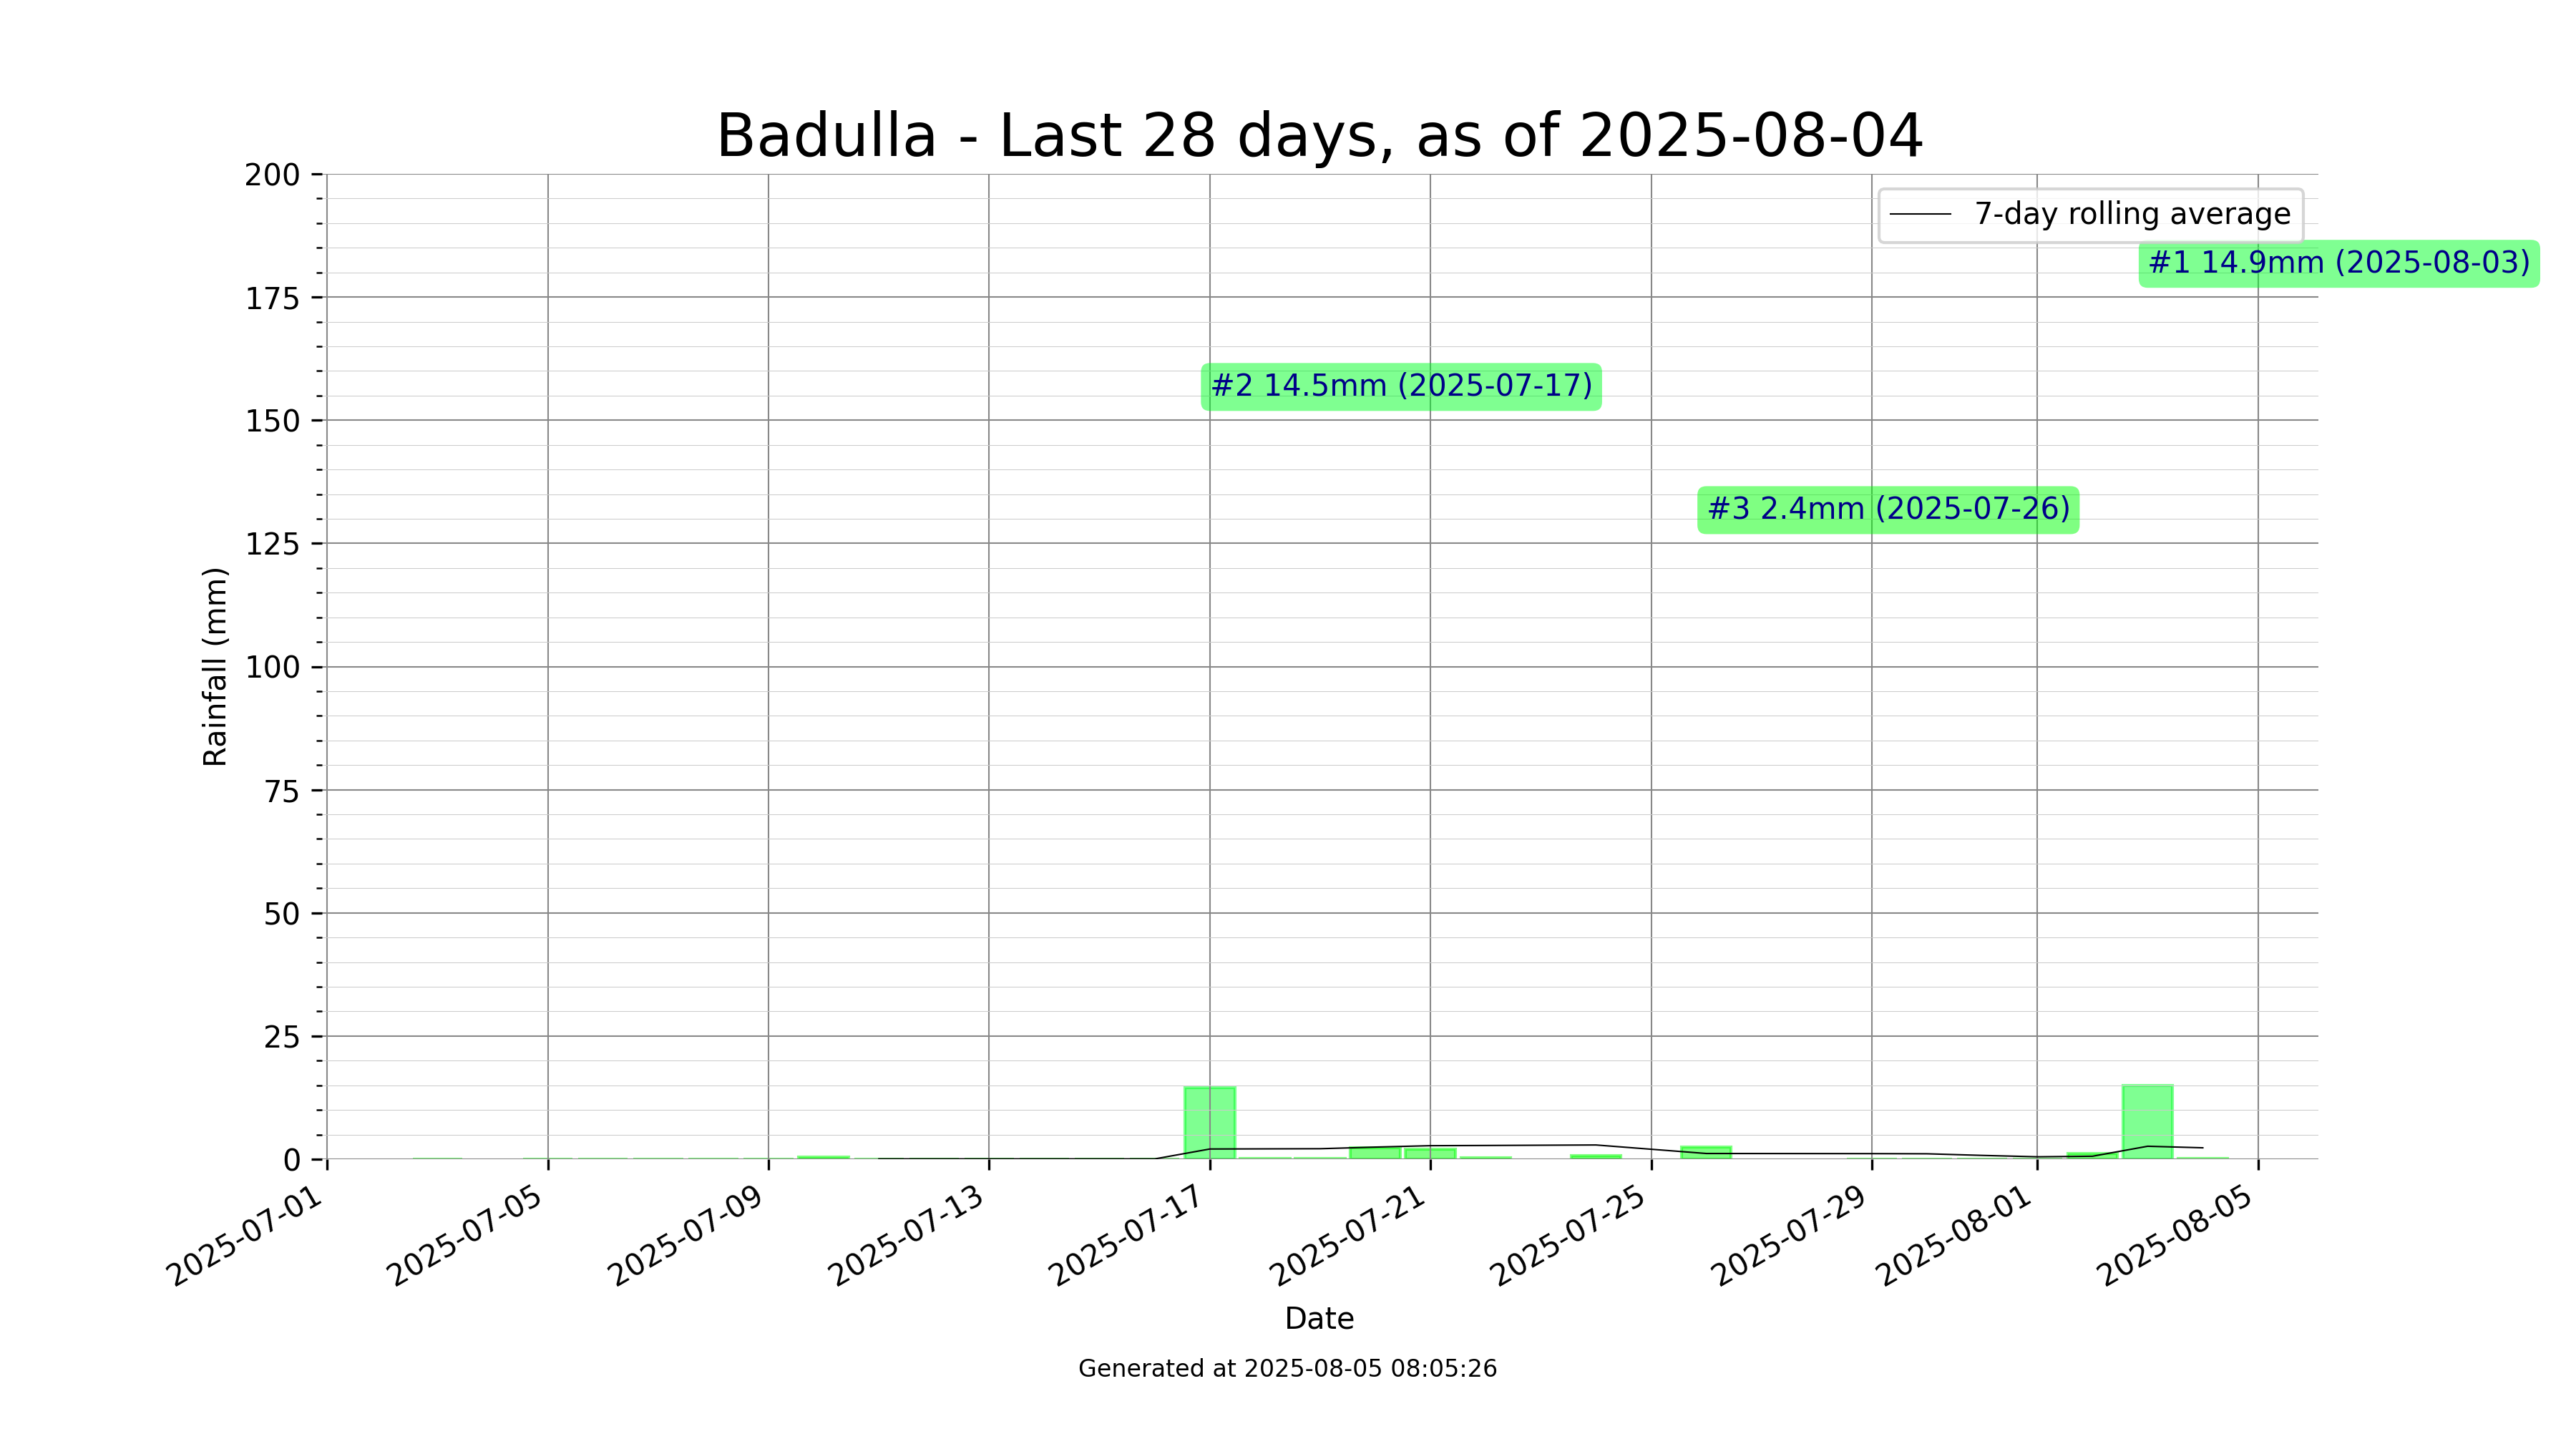 Badulla - Last 28 days, as of 2025-08-04
7-day rolling average
#1 14.9mm (2025-08-03)
#2 14.5mm (2025-07-17)
#3 2.4mm (2025-07-26)
Rainfall (mm)
200
175
150
125
100
75
50
25
0
2025-07-01
2025-07-05
2025-07-09
2025-07-13
2025-07-17
2025-07-21
2025-07-25
2025-07-29
2025-08-01
2025-08-05
Date
Generated at 2025-08-05 08:05:26